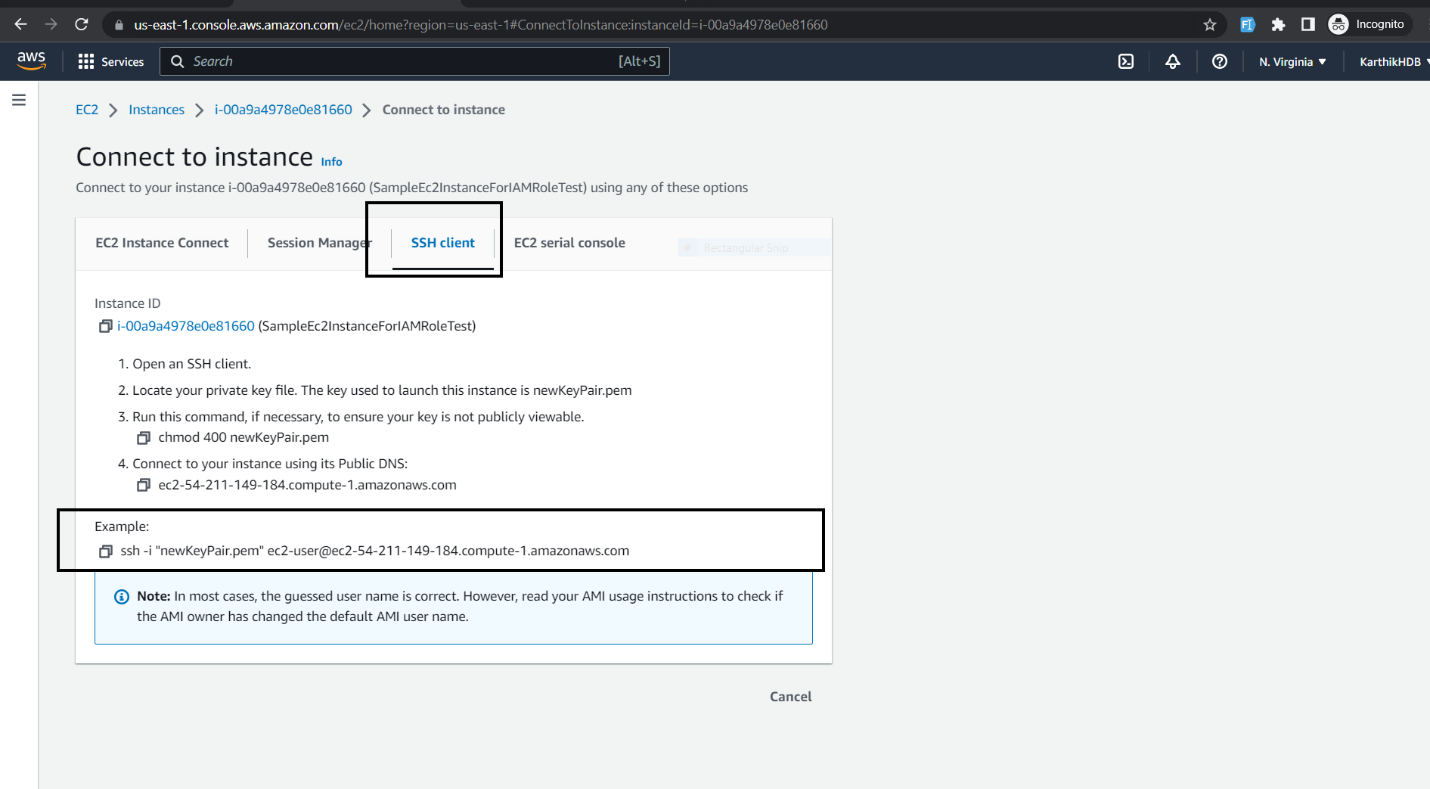 us-east-1.console.aws.amazon.com/ec2/home?region=us-east-1#ConnectToInstance:instanceId=i-00a9a4978e0e81660
Incognito
aws
Services
Search
[Alt+S]
N. Virginia
KarthikHDB
EC2
Instances
i-00a9a4978e0e81660
Connect to instance
Connect to instance Info
Connect to your instance i-00a9a4978e0e81660 (SampleEc2InstanceForIAMRoleTest) using any of these options
EC2 Instance Connect
Session Manager
SSH client
EC2 serial console
Rectangular Snip
Instance ID
i-00a9a4978e0e81660 (SampleEc2InstanceForIAMRoleTest)
1. Open an SSH client.
2. Locate your private key file. The key used to launch this instance is newKeyPair.pem
3. Run this command, if necessary, to ensure your key is not publicly viewable.
chmod 400 newKeyPair.pem
4. Connect to your instance using its Public DNS:
ec2-54-211-149-184.compute-1.amazonaws.com
Example:
ssh -i "newKeyPair.pem" ec2-user@ec2-54-211-149-184.compute-1.amazonaws.com
Note: In most cases, the guessed user name is correct. However, read your AMI usage instructions to check if
the AMI owner has changed the default AMI user name.
Cancel